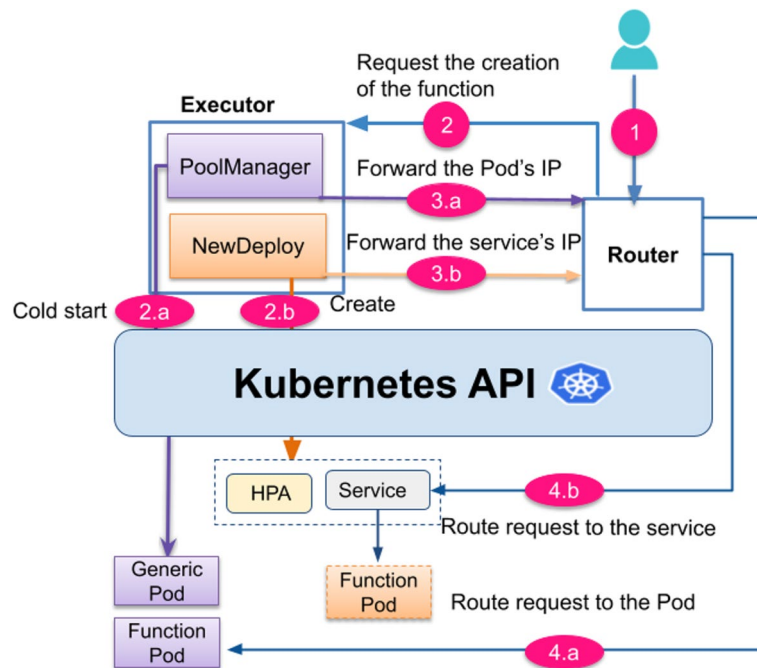 Request the creation
of the function
Executor
2
1
PoolManager
Forward the Pod's IP
3.a
NewDeploy
Forward the service's IP
Router
3.b
Cold start
2.a
2.b
Create
Kubernetes API
HPA
Service
4.b
Route request to the service
Generic
Pod
Function
Pod
Route request to the Pod
Function
Pod
4.a